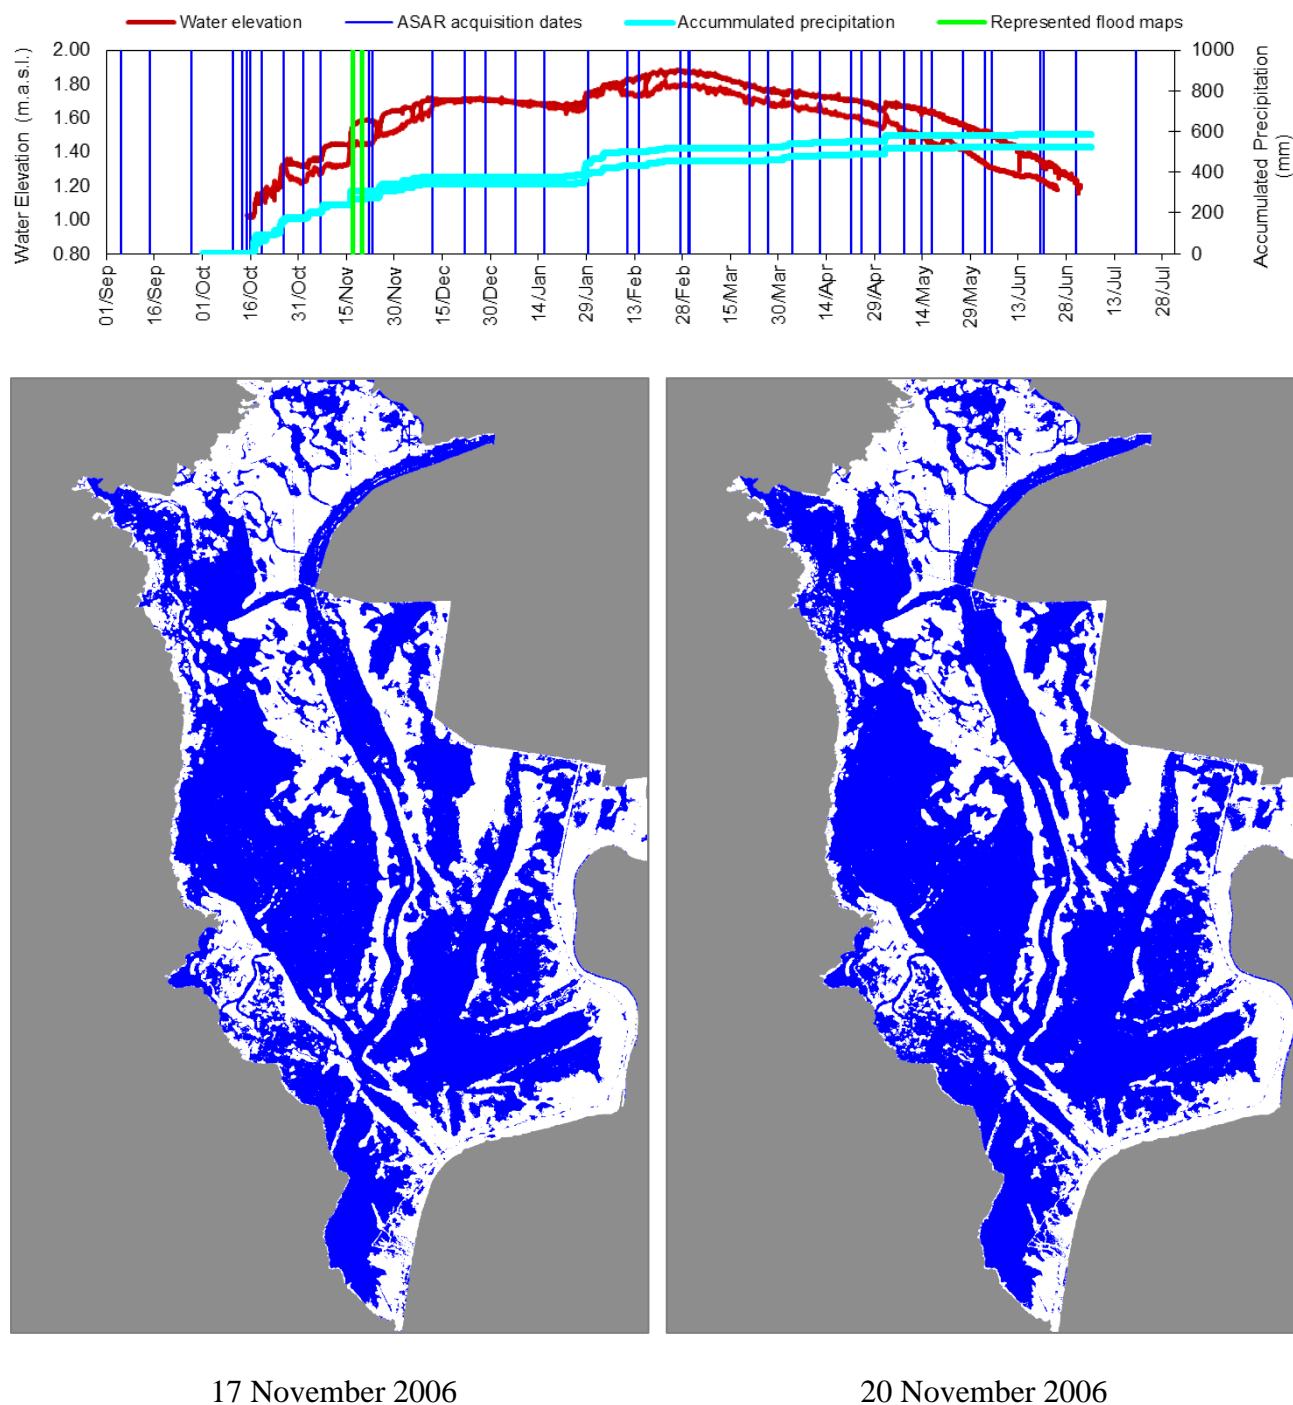 Water elevation ASAR acquisition dates Accummulated precipitation Represented flood maps
Water Elevation (m.a.s.l.)
2.00
1.80
1.60
1.40
1.20
1.00
0.80
1000
800
600
400
200
0
Accumulated Precipitation
(mm)
01/Sep 16/Sep 01/Oct 16/Oct 31/Oct 15/Nov 30/Nov 15/Dec 30/Dec 14/Jan 29/Jan 13/Feb 28/Feb 15/Mar 30/Mar 14/Apr 29/Apr 14/May 29/May 13/Jun 28/Jun 13/Jul 28/Jul
17 November 2006 20 November 2006